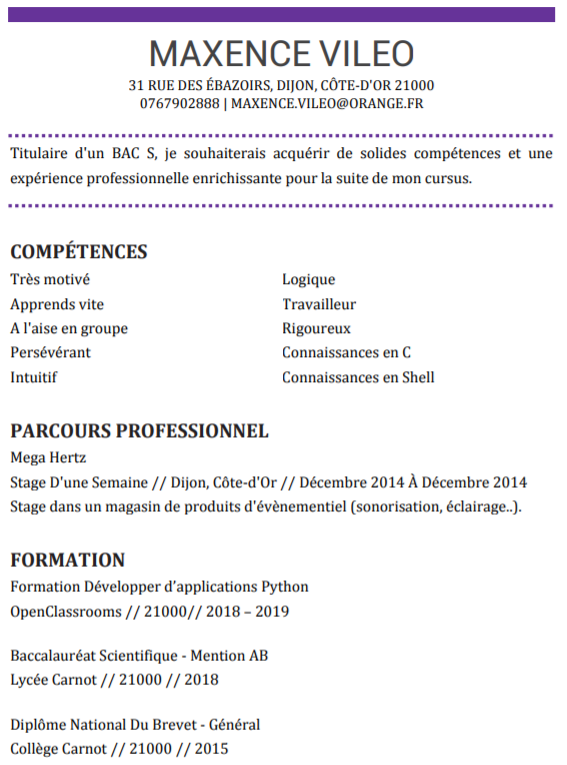 MAXENCE VILEO
31 RUE DES ÉBAZOIRS, DIJON, CÔTE-D'OR 21000
0767902888 | MAXENCE.VILEO@ORANGE.FR
Titulaire d'un BAC S, je souhaiterais acquérir de solides compétences et une
expérience professionnelle enrichissante pour la suite de mon cursus.
COMPÉTENCES
Très motivé
Apprends vite
A l'aise en groupe
Persévérant
Intuitif
Logique
Travailleur
Rigoureux
Connaissances en C
Connaissances en Shell
PARCOURS PROFESSIONNEL
Mega Hertz
Stage D'une Semaine // Dijon, Côte-d'Or // Décembre 2014 À Décembre 2014
Stage dans un magasin de produits d'évènementiel (sonorisation, éclairage..).
FORMATION
Formation Développer d’applications Python
OpenClassrooms // 21000// 2018 – 2019
Baccalauréat Scientifique - Mention AB
Lycée Carnot // 21000 // 2018
Diplôme National Du Brevet - Général
Collège Carnot // 21000 // 2015